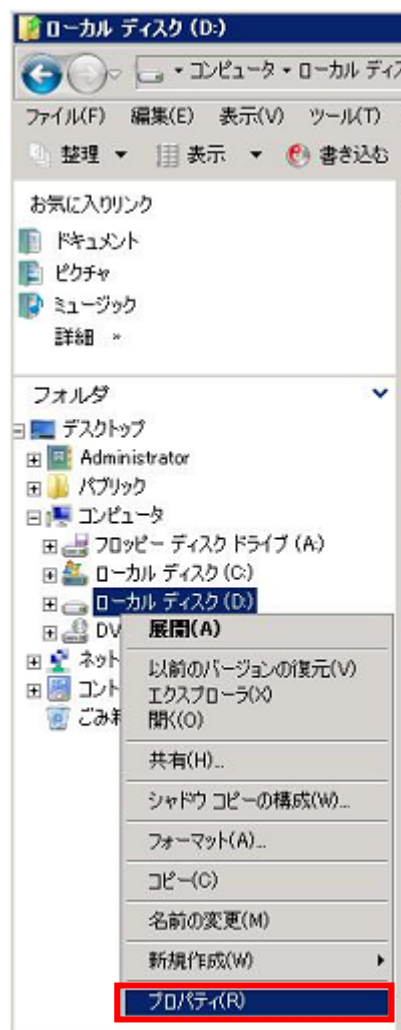 ローカル ディスク (D:)
コンピュータ ローカル ディス
ファイル(F) 編集(E) 表示(V) ツール(T)
整理 表示 書き込む
お気に入りリンク
ドキュメント
ピクチャ
ミュージック
詳細 »
フォルダ
デスクトップ
Administrator
パブリック
コンピュータ
フロッピー ディスク ドライブ (A:)
ローカル ディスク (C:)
ローカル ディスク (D:)
DV
ネット
コント
ごみ箱
展開(A)
以前のバージョンの復元(V)
エクスプローラ(X)
開く(O)
共有(H)...
シャドウ コピーの構成(W)...
フォーマット(A)...
コピー(C)
名前の変更(M)
新規作成(W)
プロパティ(R)